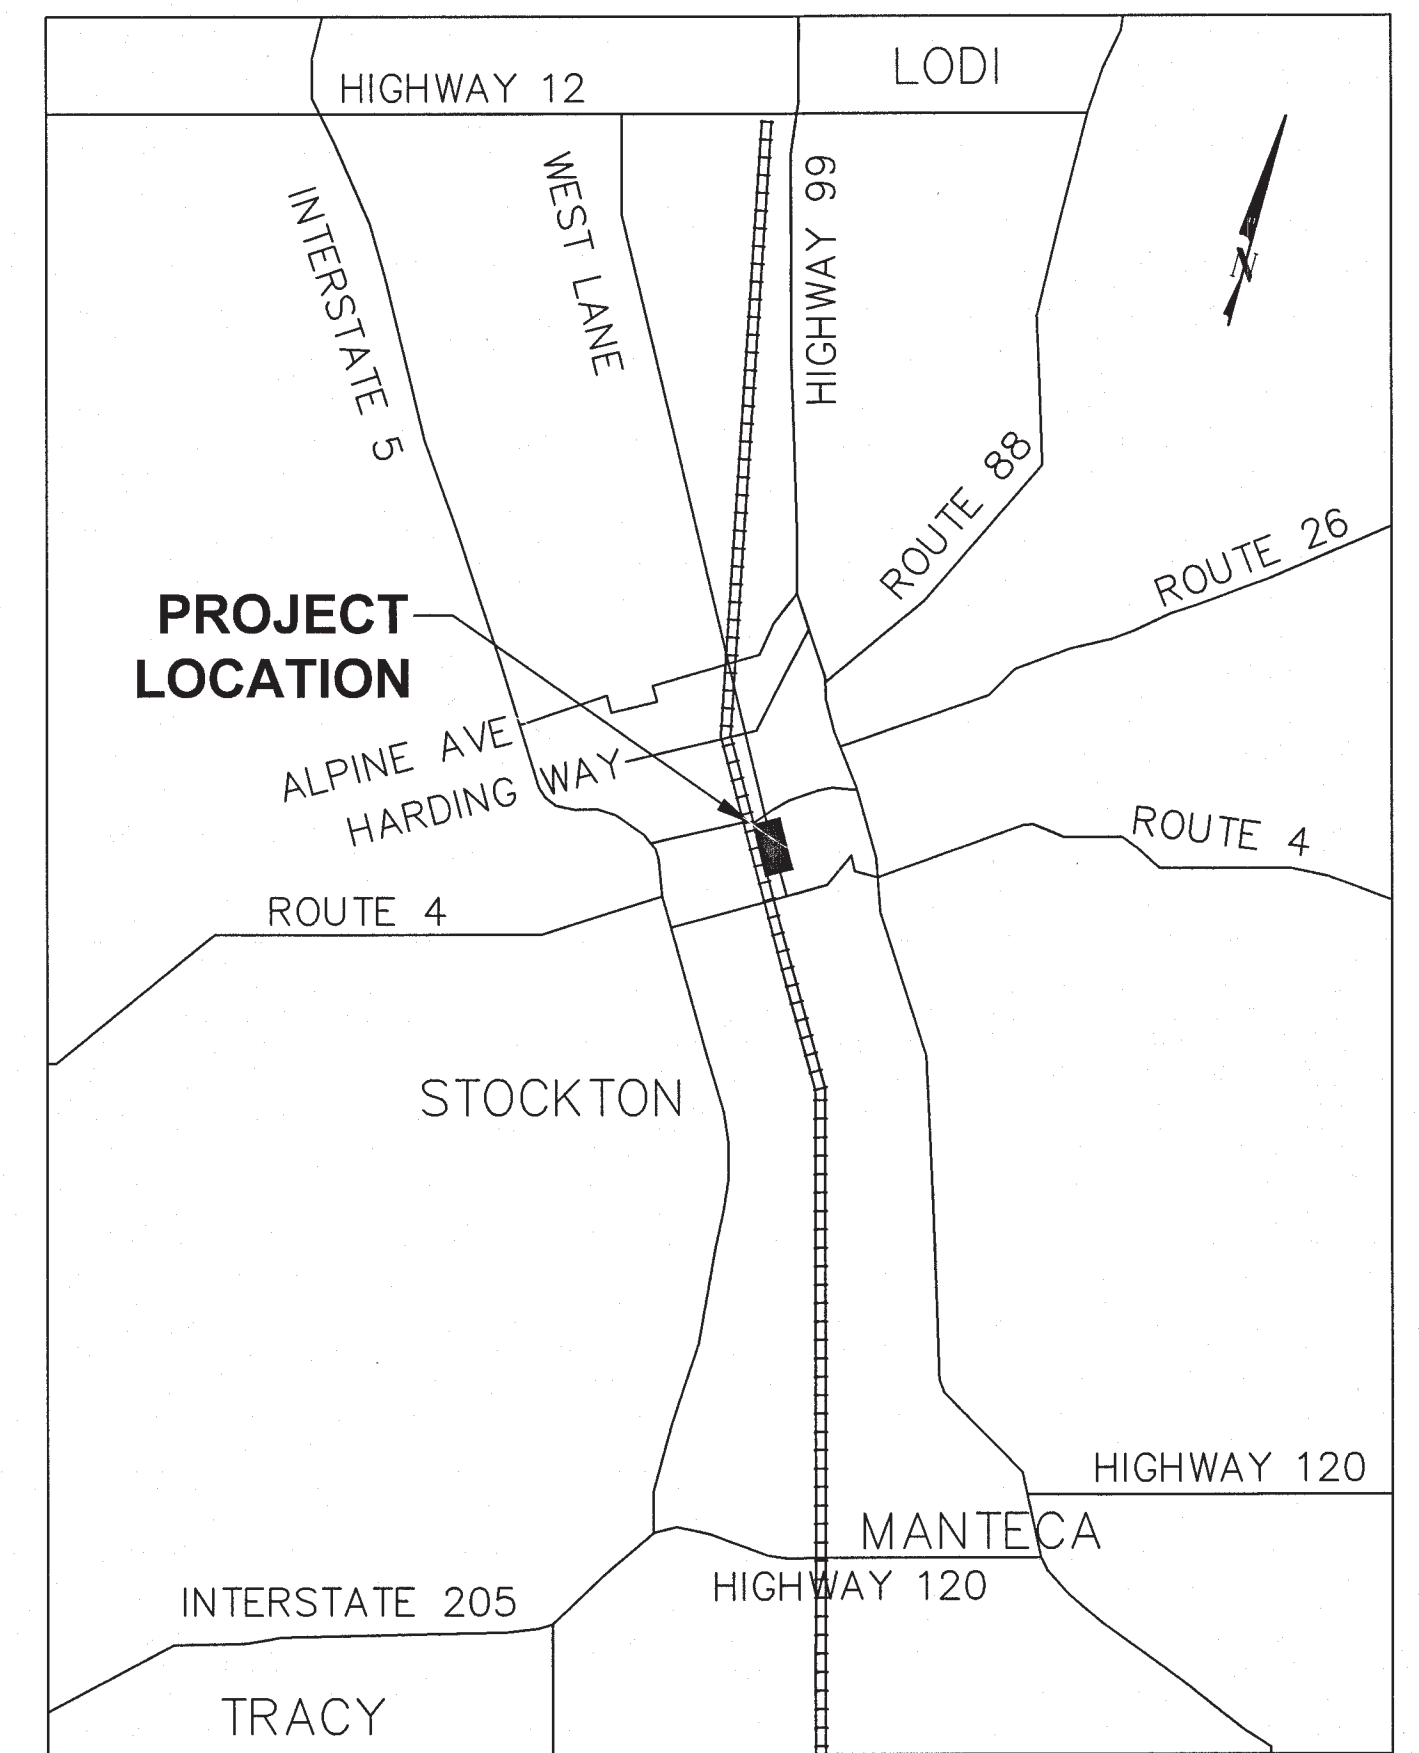 LODI
HIGHWAY 12
WEST LANE
HIGHWAY 99
INTERSTATE 5
N
ROUTE 88
ROUTE 26
PROJECT
LOCATION
ALPINE AVE
HARDING WAY
ROUTE 4
ROUTE 4
STOCKTON
HIGHWAY 120
MANTECA
HIGHWAY 120
INTERSTATE 205
TRACY